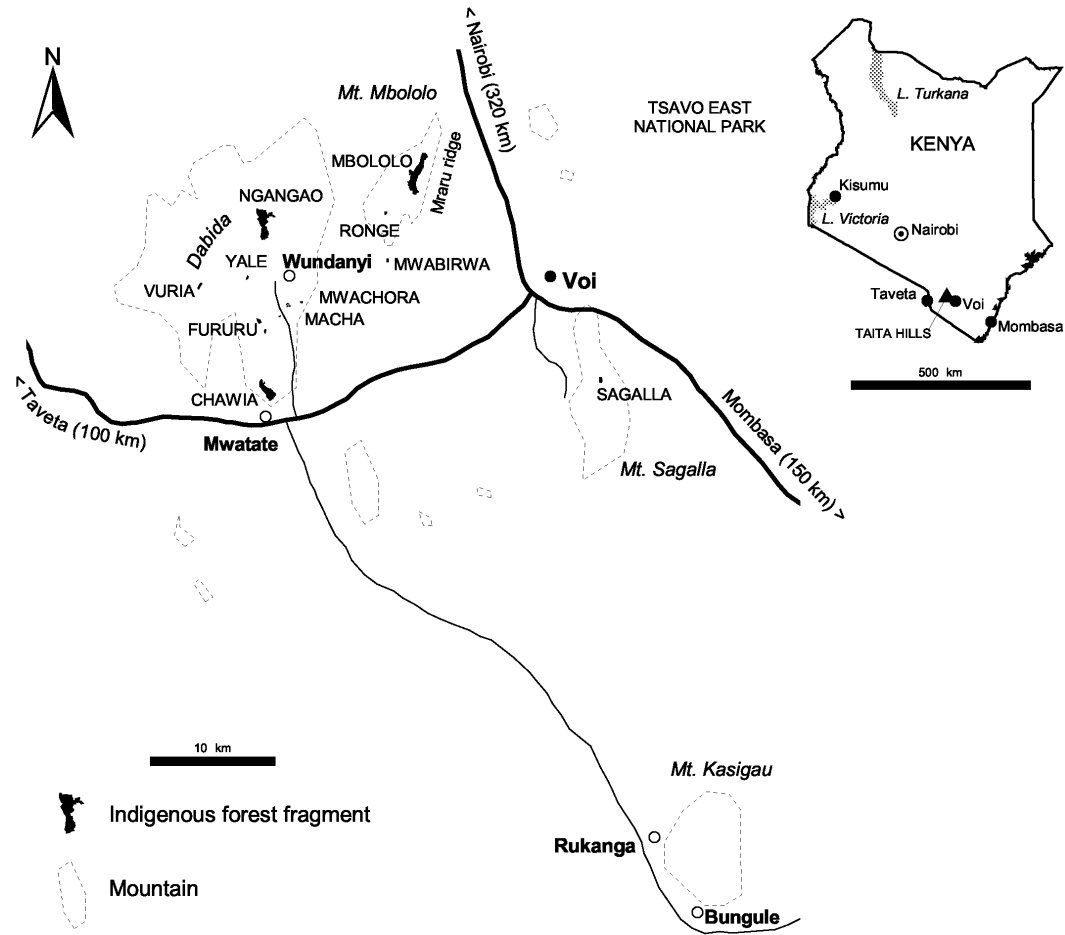 N
< Nairobi (320 km)
Mt. Mbololo
TSAVO EAST
NATIONAL PARK
L. Turkana
KENYA
Kisumu
L. Victoria
Nairobi
Taveta
Voi
TAITA HILLS
Mombasa
500 km
MBOLOLO
Mraru ridge
NGANGAO
Dabida
RONGE
YALE
Wundanyi
MWABIRWA
VURIA
MWACHORA
MACHA
FURURU
Voi
CHAWIA
SAGALLA
< Taveta (100 km)
Mwatate
Mt. Sagalla
Mombasa (150 km) >
10 km
Mt. Kasigau
Indigenous forest fragment
Rukanga
Mountain
Bungule